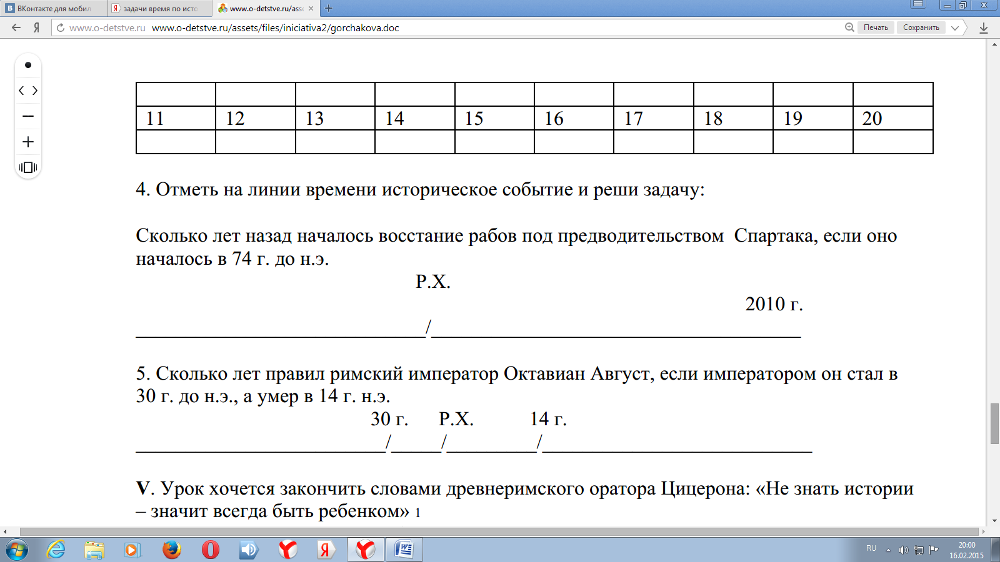 ВКонтакте для мобил
задачи время по исто
www.o-detstve.ru/asse
www.o-detstve.ru www.o-detstve.ru/assets/files/iniciativa2/gorchakova.doc
Печать
Сохранить
11 12 13 14 15 16 17 18 19 20
4. Отметь на линии времени историческое событие и реши задачу:
Сколько лет назад началось восстание рабов под предводительством Спартака, если оно
началось в 74 г. до н.э.
Р.Х.
2010 г.
_____________________________/_____________________________________
5. Сколько лет правил римский император Октавиан Август, если императором он стал в
30 г. до н.э., а умер в 14 г. н.э.
30 г. Р.Х. 14 г.
_________________________/_____/_________/___________________________
V. Урок хочется закончить словами древнеримского оратора Цицерона: «Не знать истории
– значит всегда быть ребенком» 1
RU
20:00
16.02.2015